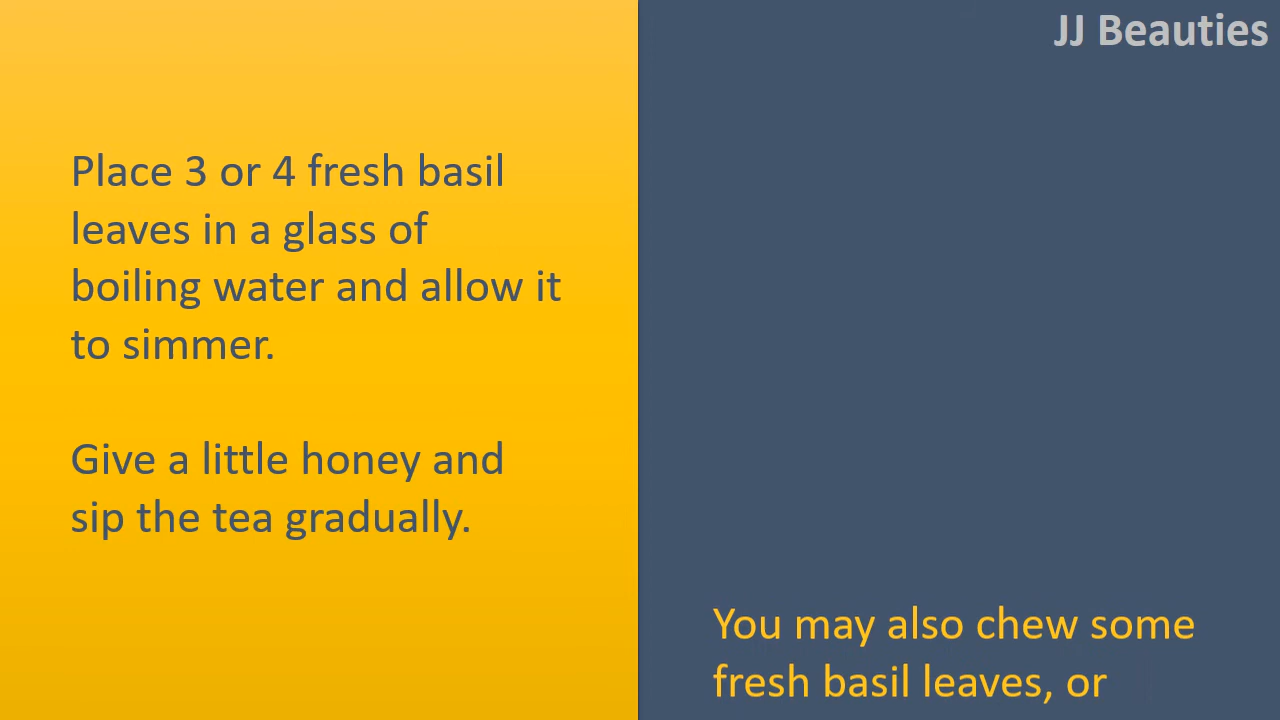 JJ Beauties
Place 3 or 4 fresh basil
leaves in a glass of
boiling water and allow it
to simmer.
Give a little honey and
sip the tea gradually.
You may also chew some
fresh basil leaves, or